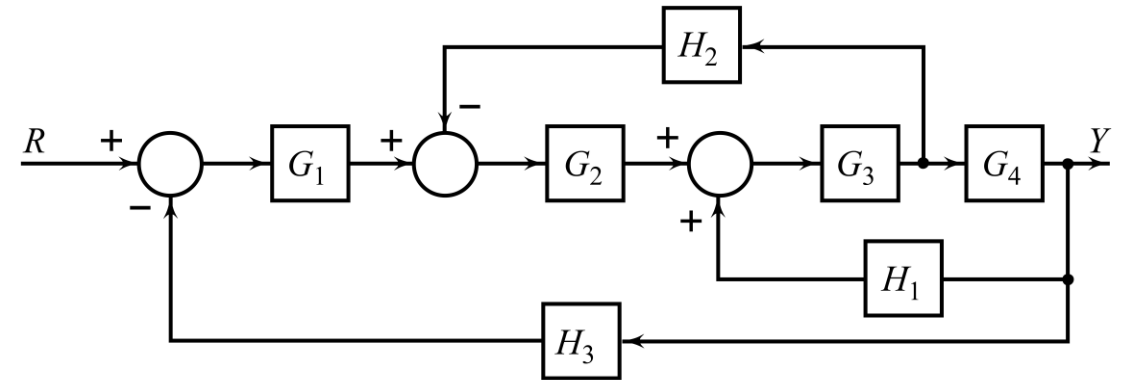 H₂
−
R + G₁ + G₂ + G₃ G₄ Y
− +
H₁
H₃